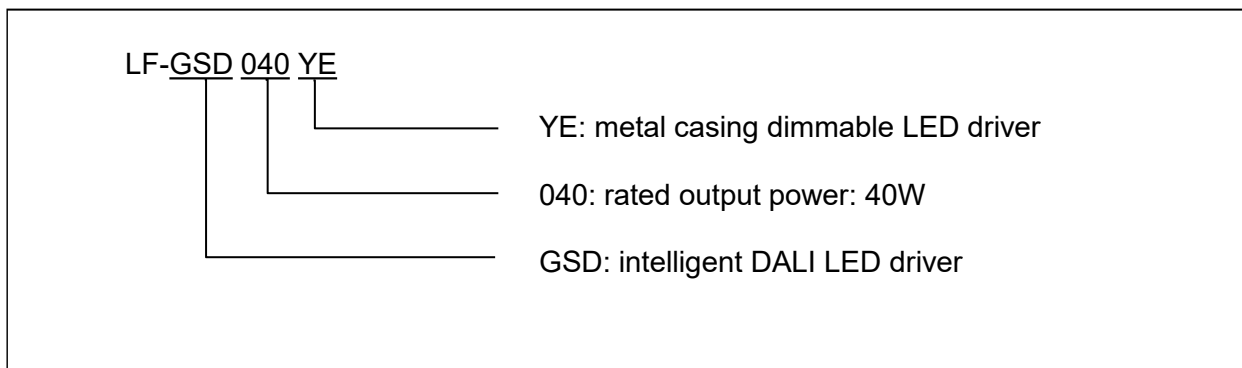 LF-GSD 040 YE
YE: metal casing dimmable LED driver
040: rated output power: 40W
GSD: intelligent DALI LED driver